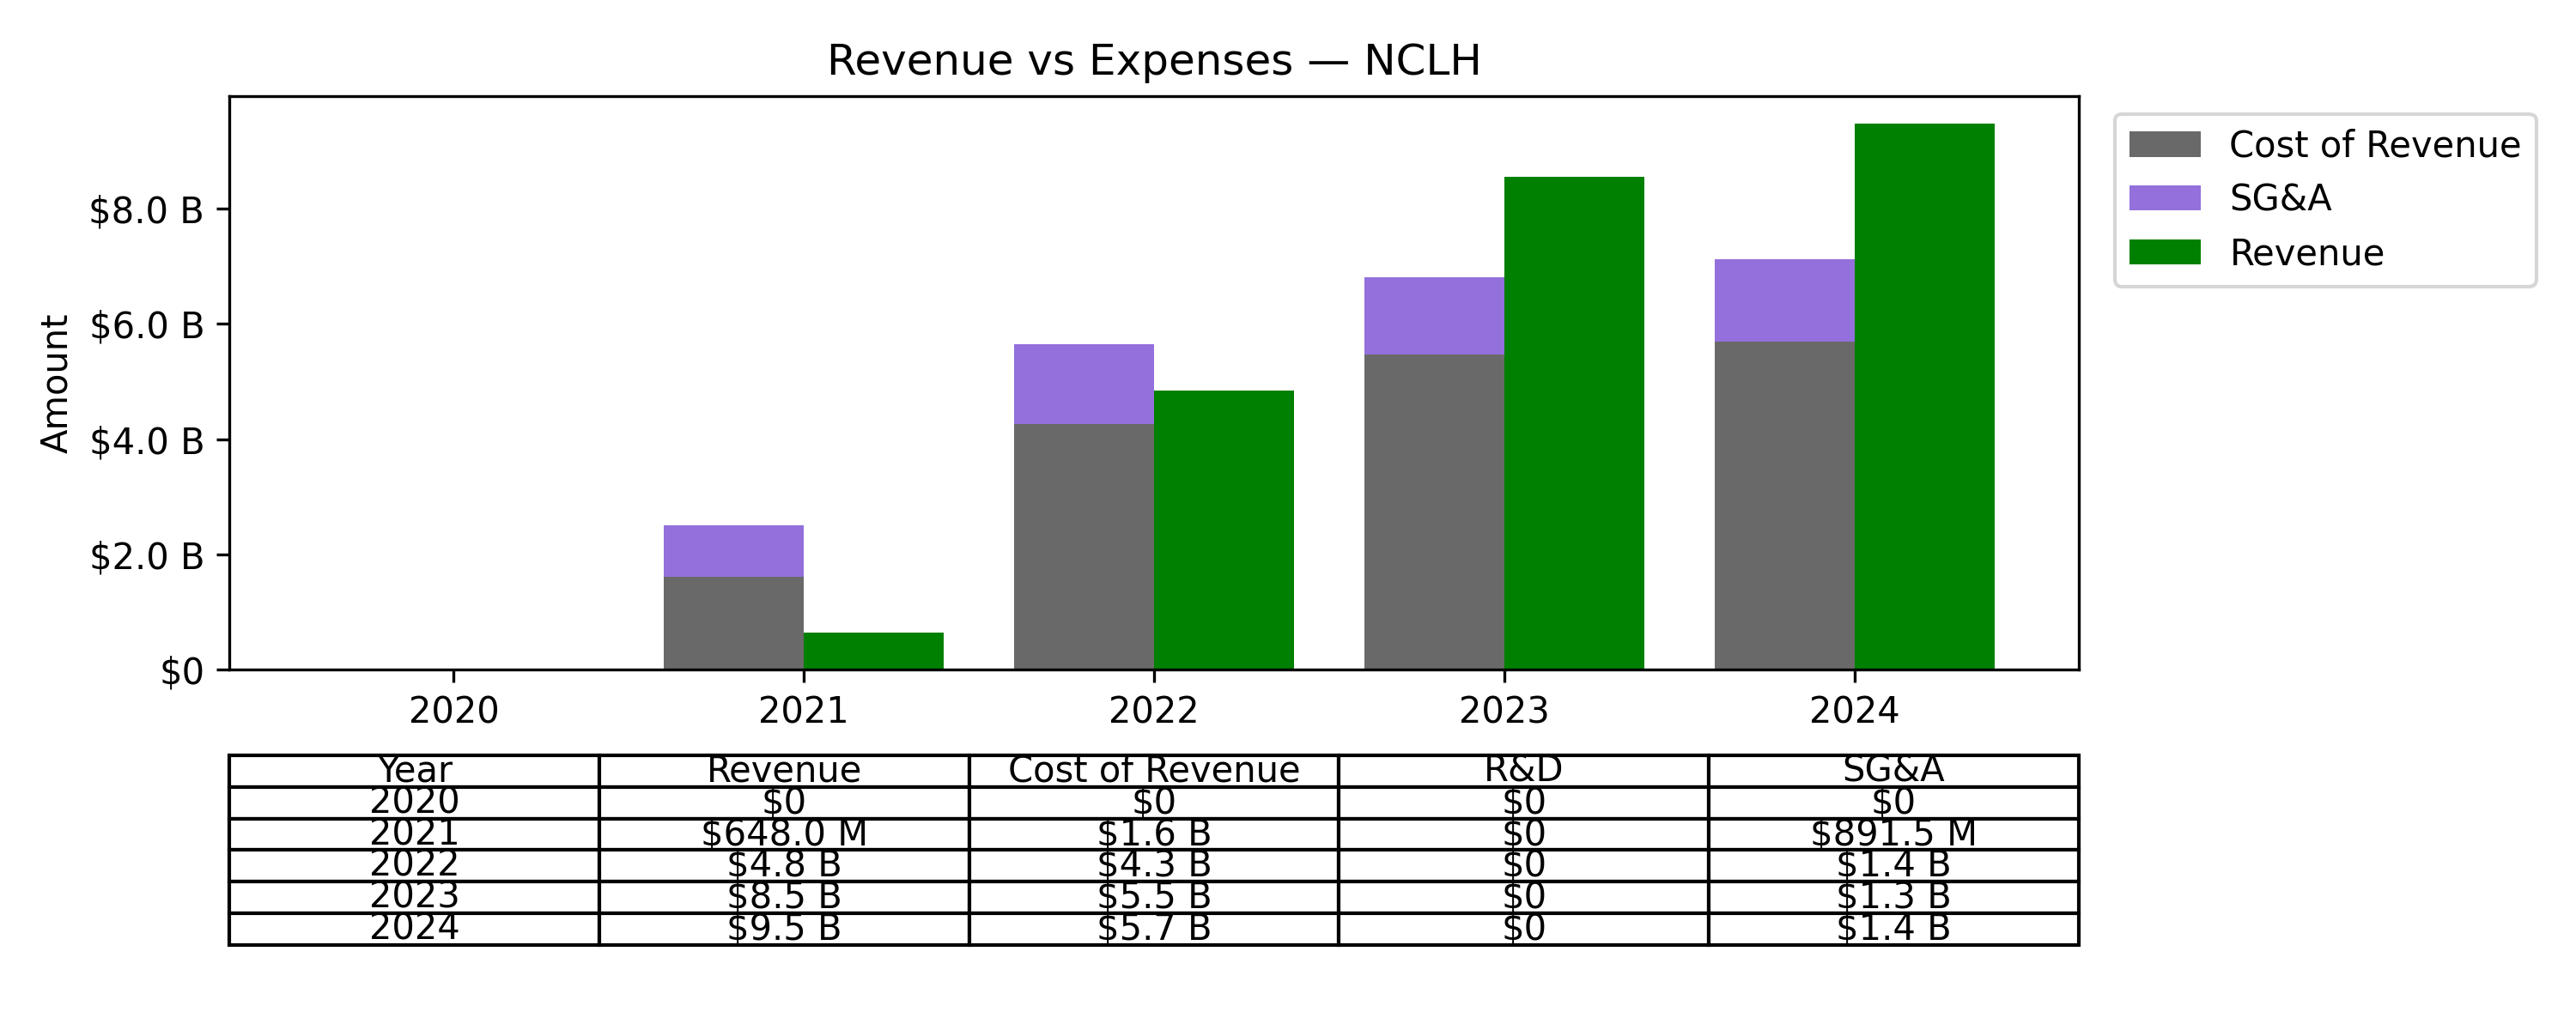 Revenue vs Expenses — NCLH
Cost of Revenue
SG&A
Revenue
Amount
$8.0 B
$6.0 B
$4.0 B
$2.0 B
$0
2020 2021 2022 2023 2024
Year Revenue Cost of Revenue R&D SG&A
2020 $0 $0 $0 $0
2021 $648.0 M $1.6 B $0 $891.5 M
2022 $4.8 B $4.3 B $0 $1.4 B
2023 $8.5 B $5.5 B $0 $1.3 B
2024 $9.5 B $5.7 B $0 $1.4 B